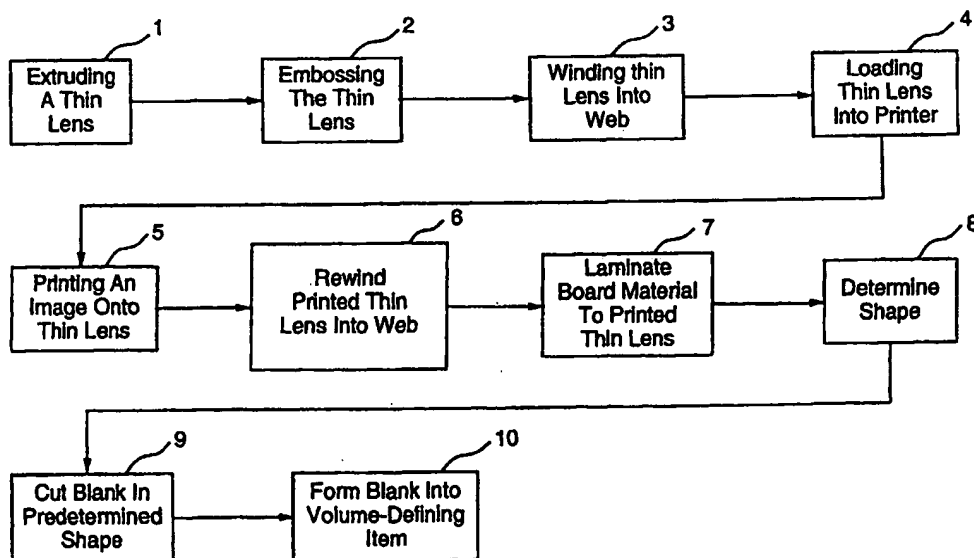 1
Extruding
A Thin
Lens
2
Embossing
The Thin
Lens
3
Winding thin
Lens Into
Web
4
Loading
Thin Lens
Into Printer
5
Printing An
Image Onto
Thin Lens
6
Rewind
Printed Thin
Lens Into Web
7
Laminate
Board Material
To Printed
Thin Lens
8
Determine
Shape
9
Cut Blank In
Predetermined
Shape
10
Form Blank Into
Volume-Defining
Item